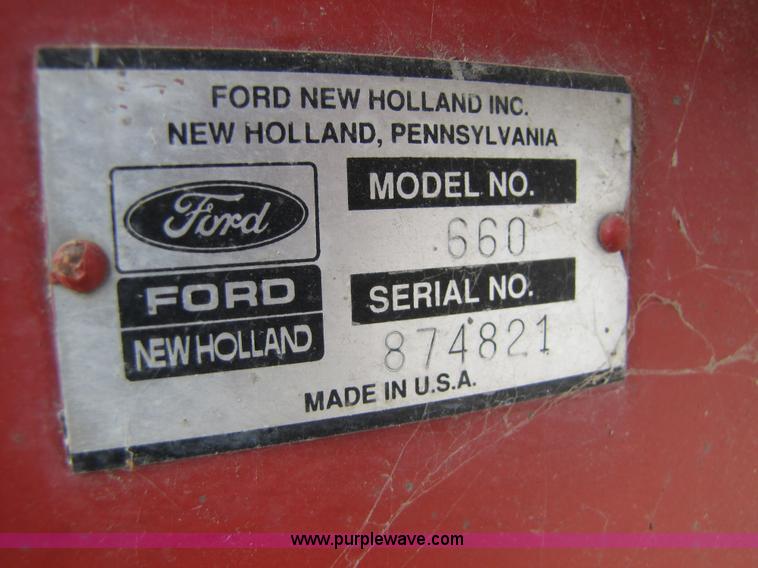 FORD NEW HOLLAND INC.
NEW HOLLAND, PENNSYLVANIA
Ford
MODEL NO.
660
FORD
NEW HOLLAND
SERIAL NO.
874821
MADE IN U.S.A.
www.purplewave.com